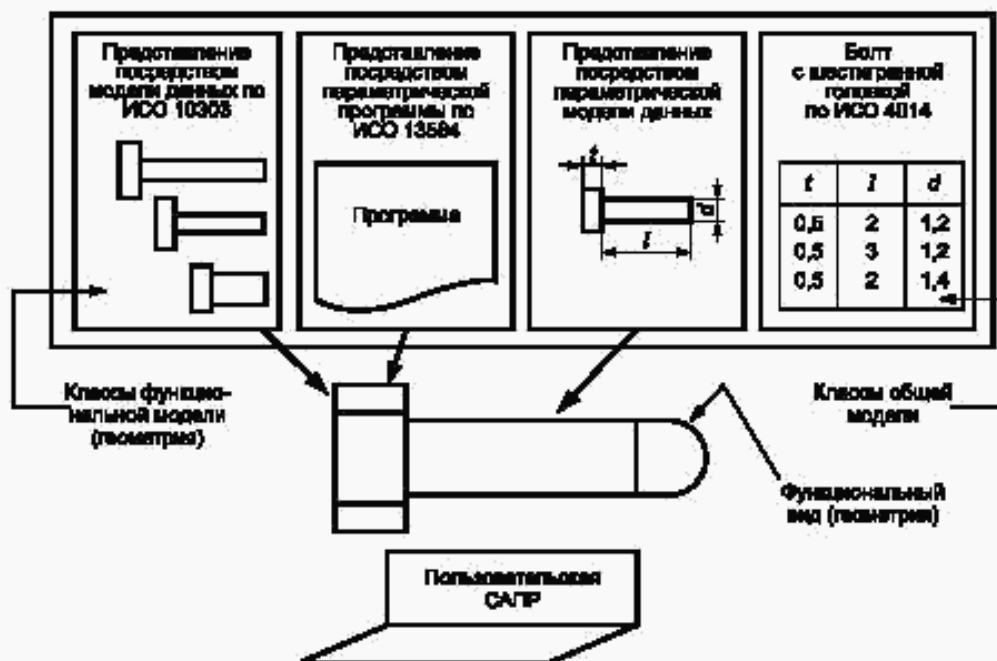 Представление
посредством
модели данных по
ИСО 10303
Представление
посредством
параметрической
программы по
ИСО 13584
Программа
Представление
посредством
параметрической
модели данных
t
d
l
Болт
с шестигранной
головкой
по ИСО 4014
t l d
0,5 2 1,2
0,5 3 1,2
0,5 2 1,4
Классы функцио-
нальной модели
(геометрия)
Классы общей
модели
Функциональный
вид (геометрия)
Пользовательская
САПР